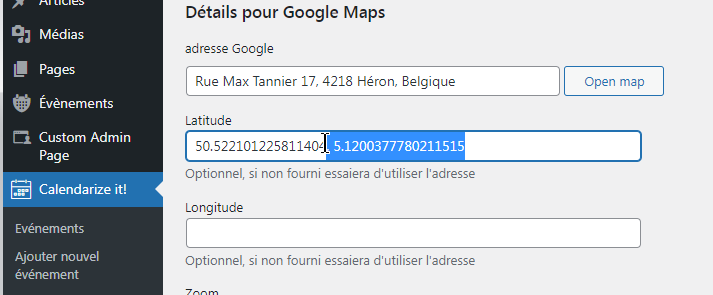 Articles
Médias
Pages
Évènements
Custom Admin
Page
Calendarize it!
Evénements
Ajouter nouvel
événement
Détails pour Google Maps
adresse Google
Rue Max Tannier 17, 4218 Héron, Belgique
Open map
Latitude
50.522101225811404, 5.1200377780211515
Optionnel, si non fourni essaiera d'utiliser l'adresse
Longitude
Optionnel, si non fourni essaiera d'utiliser l'adresse
Zoom